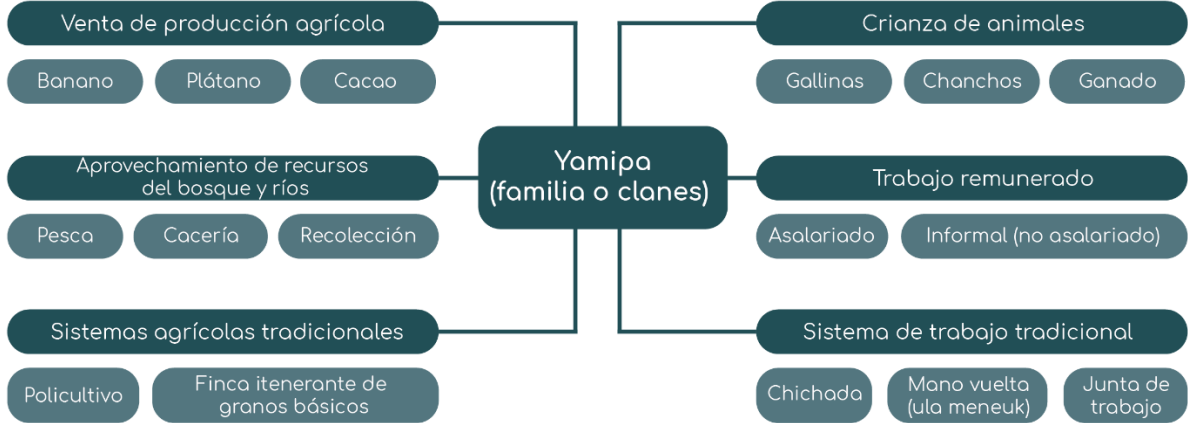 Venta de producción agrícola
Banano
Plátano
Cacao
Aprovechamiento de recursos
del bosque y ríos
Pesca
Cacería
Recolección
Sistemas agrícolas tradicionales
Policultivo
Finca itenerante de
granos básicos
Yamipa
(familia o clanes)
Crianza de animales
Gallinas
Chanchos
Ganado
Trabajo remunerado
Asalariado
Informal (no asalariado)
Sistema de trabajo tradicional
Chichada
Mano vuelta
(ula meneuk)
Junta de
trabajo